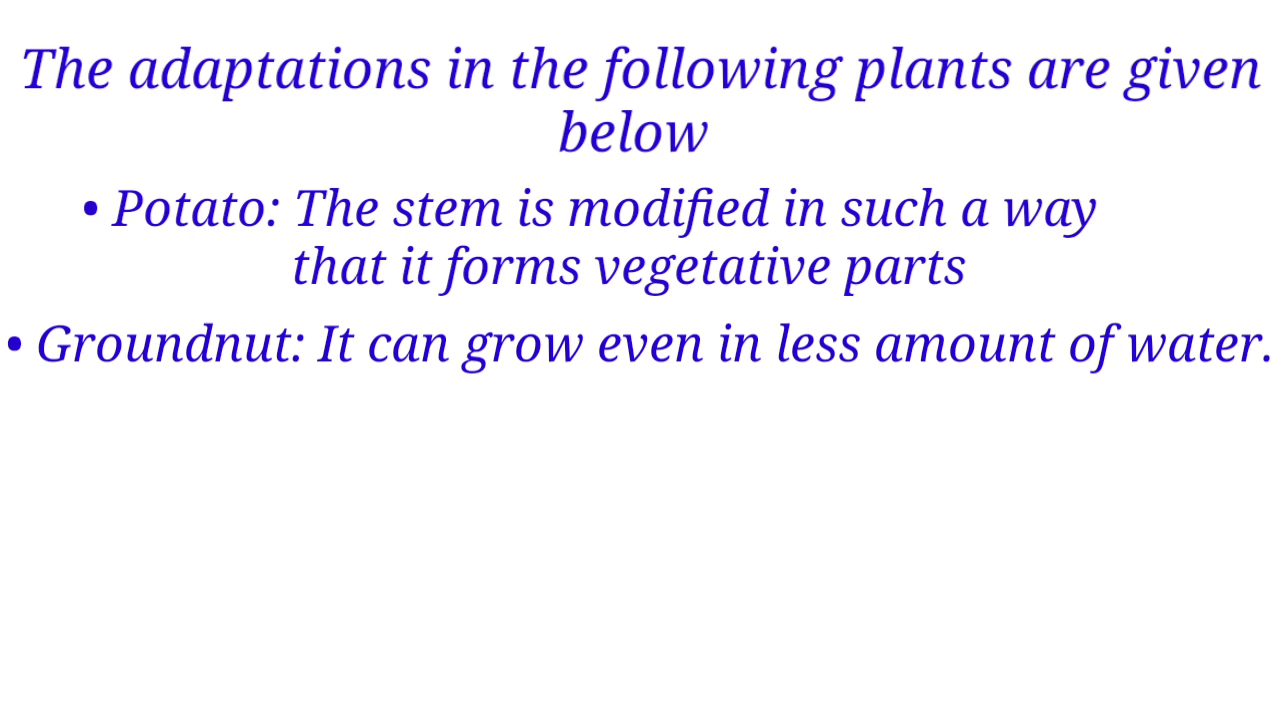 The adaptations in the following plants are given
below
• Potato: The stem is modified in such a way
that it forms vegetative parts
• Groundnut: It can grow even in less amount of water.